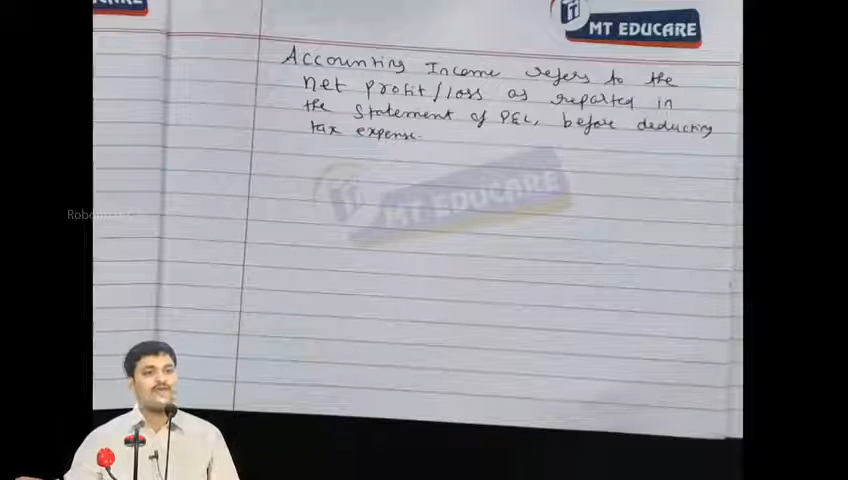 MT EDUCARE
Accounting Income refers to the
net profit/loss as reported in
the Statement of P&L, before deducting
tax expense.
MT EDUCARE